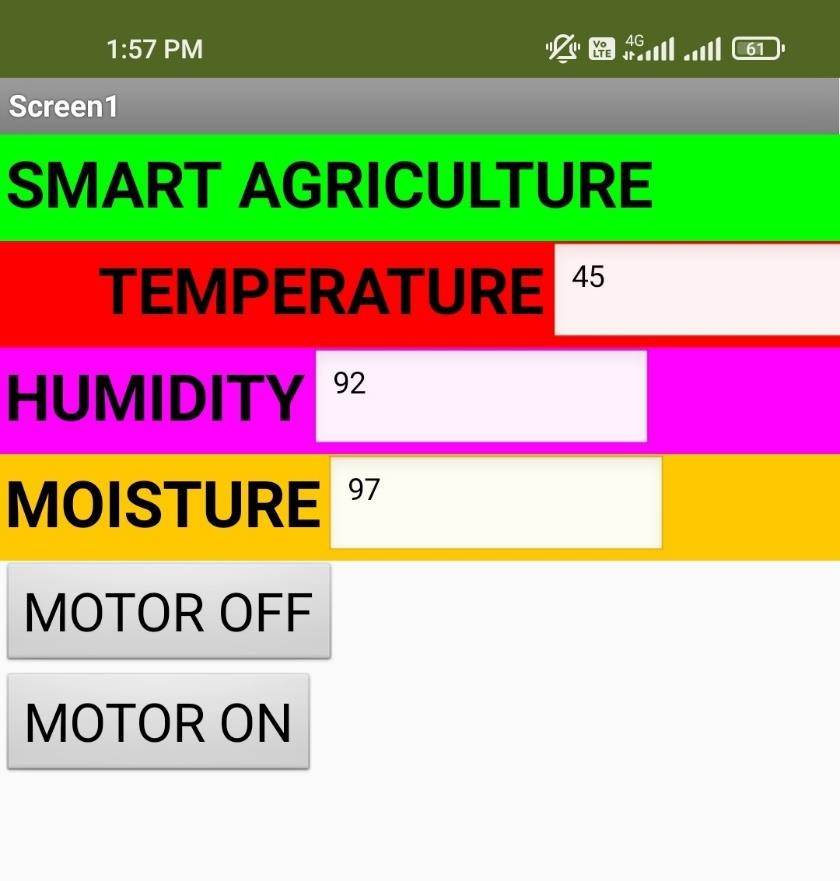 1:57 PM Vo LTE 4G 61
Screen1
SMART AGRICULTURE
TEMPERATURE 45
HUMIDITY 92
MOISTURE 97
MOTOR OFF
MOTOR ON